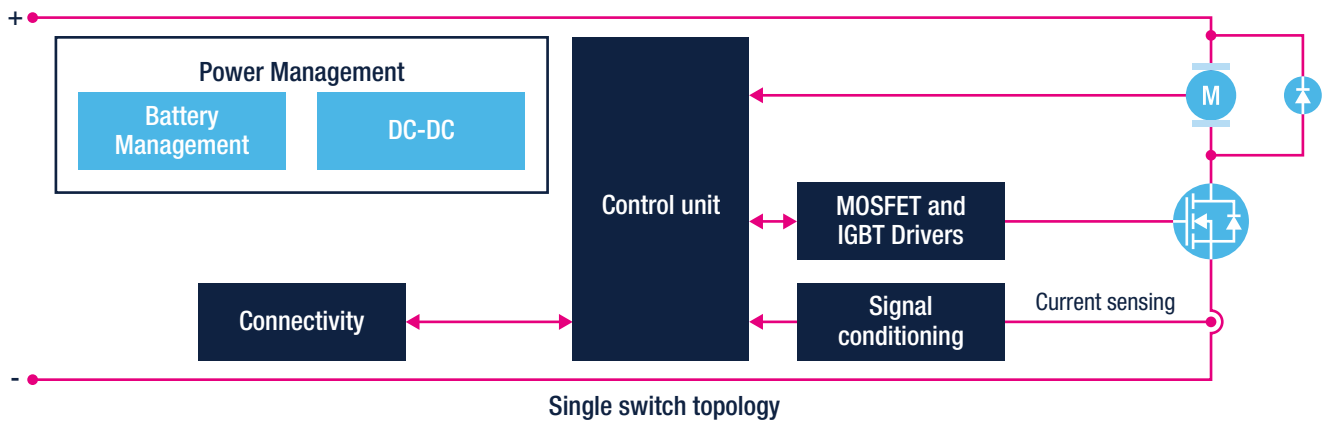 +
Power Management
Battery
Management
DC-DC
M
Control unit
MOSFET and
IGBT Drivers
Connectivity
Signal
conditioning
Current sensing
-
Single switch topology